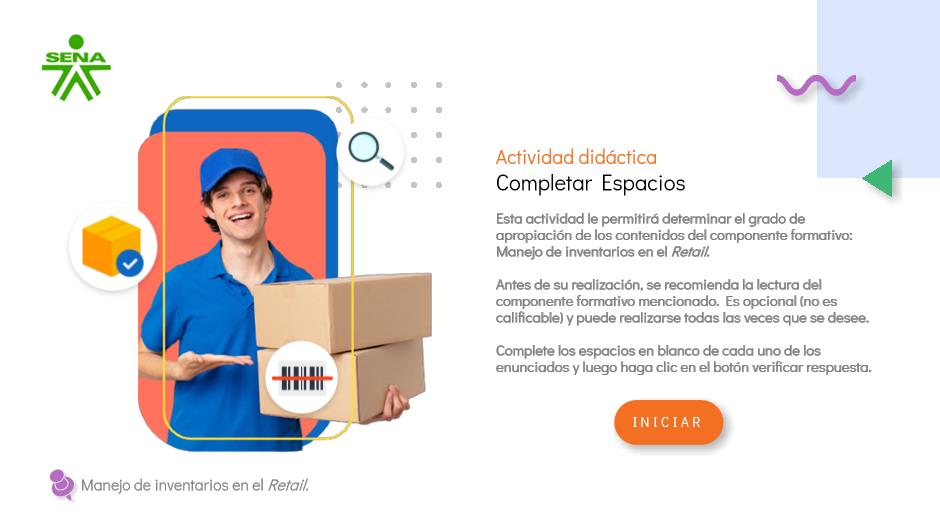 SENA
Actividad didáctica
Completar Espacios
Esta actividad le permitirá determinar el grado de
apropiación de los contenidos del componente formativo:
Manejo de inventarios en el Retail.
Antes de su realización, se recomienda la lectura del
componente formativo mencionado. Es opcional (no es
calificable) y puede realizarse todas las veces que se desee.
Complete los espacios en blanco de cada uno de los
enunciados y luego haga clic en el botón verificar respuesta.
INICIAR
Manejo de inventarios en el Retail.